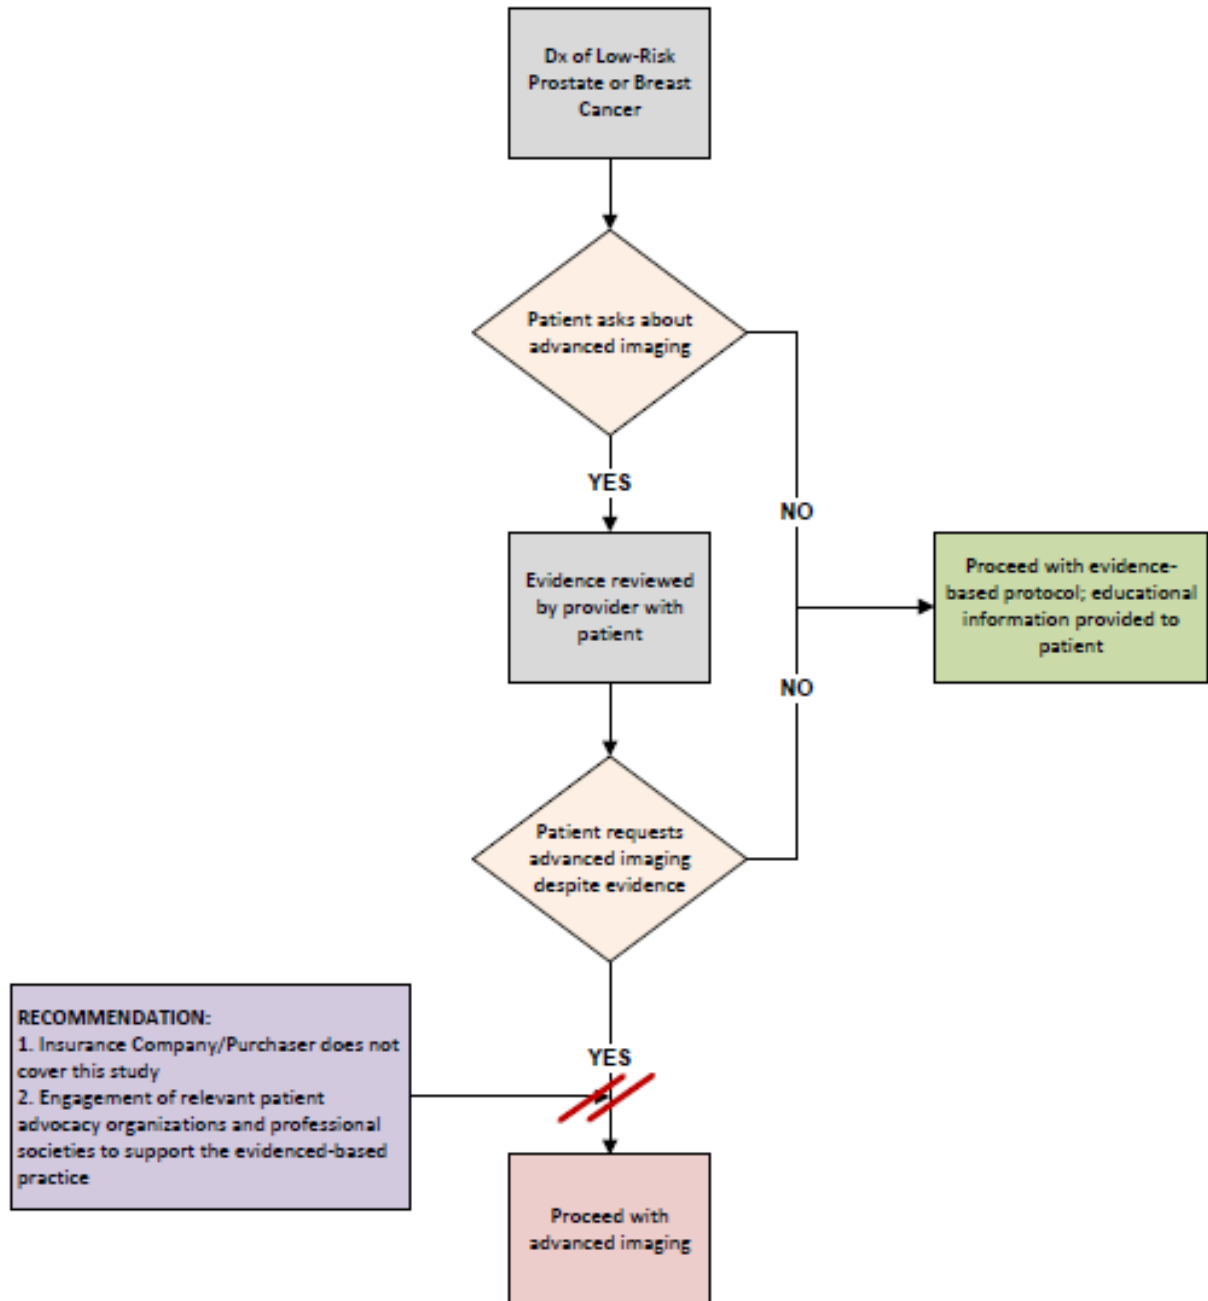 Dx of Low-Risk
Prostate or Breast
Cancer
Patient asks about
advanced imaging
YES
NO
Evidence reviewed
by provider with
patient
Proceed with evidence-
based protocol; educational
information provided to
patient
NO
Patient requests
advanced imaging
despite evidence
RECOMMENDATION:
1. Insurance Company/Purchaser does not
cover this study
2. Engagement of relevant patient
advocacy organizations and professional
societies to support the evidenced-based
practice
YES
Proceed with
advanced imaging